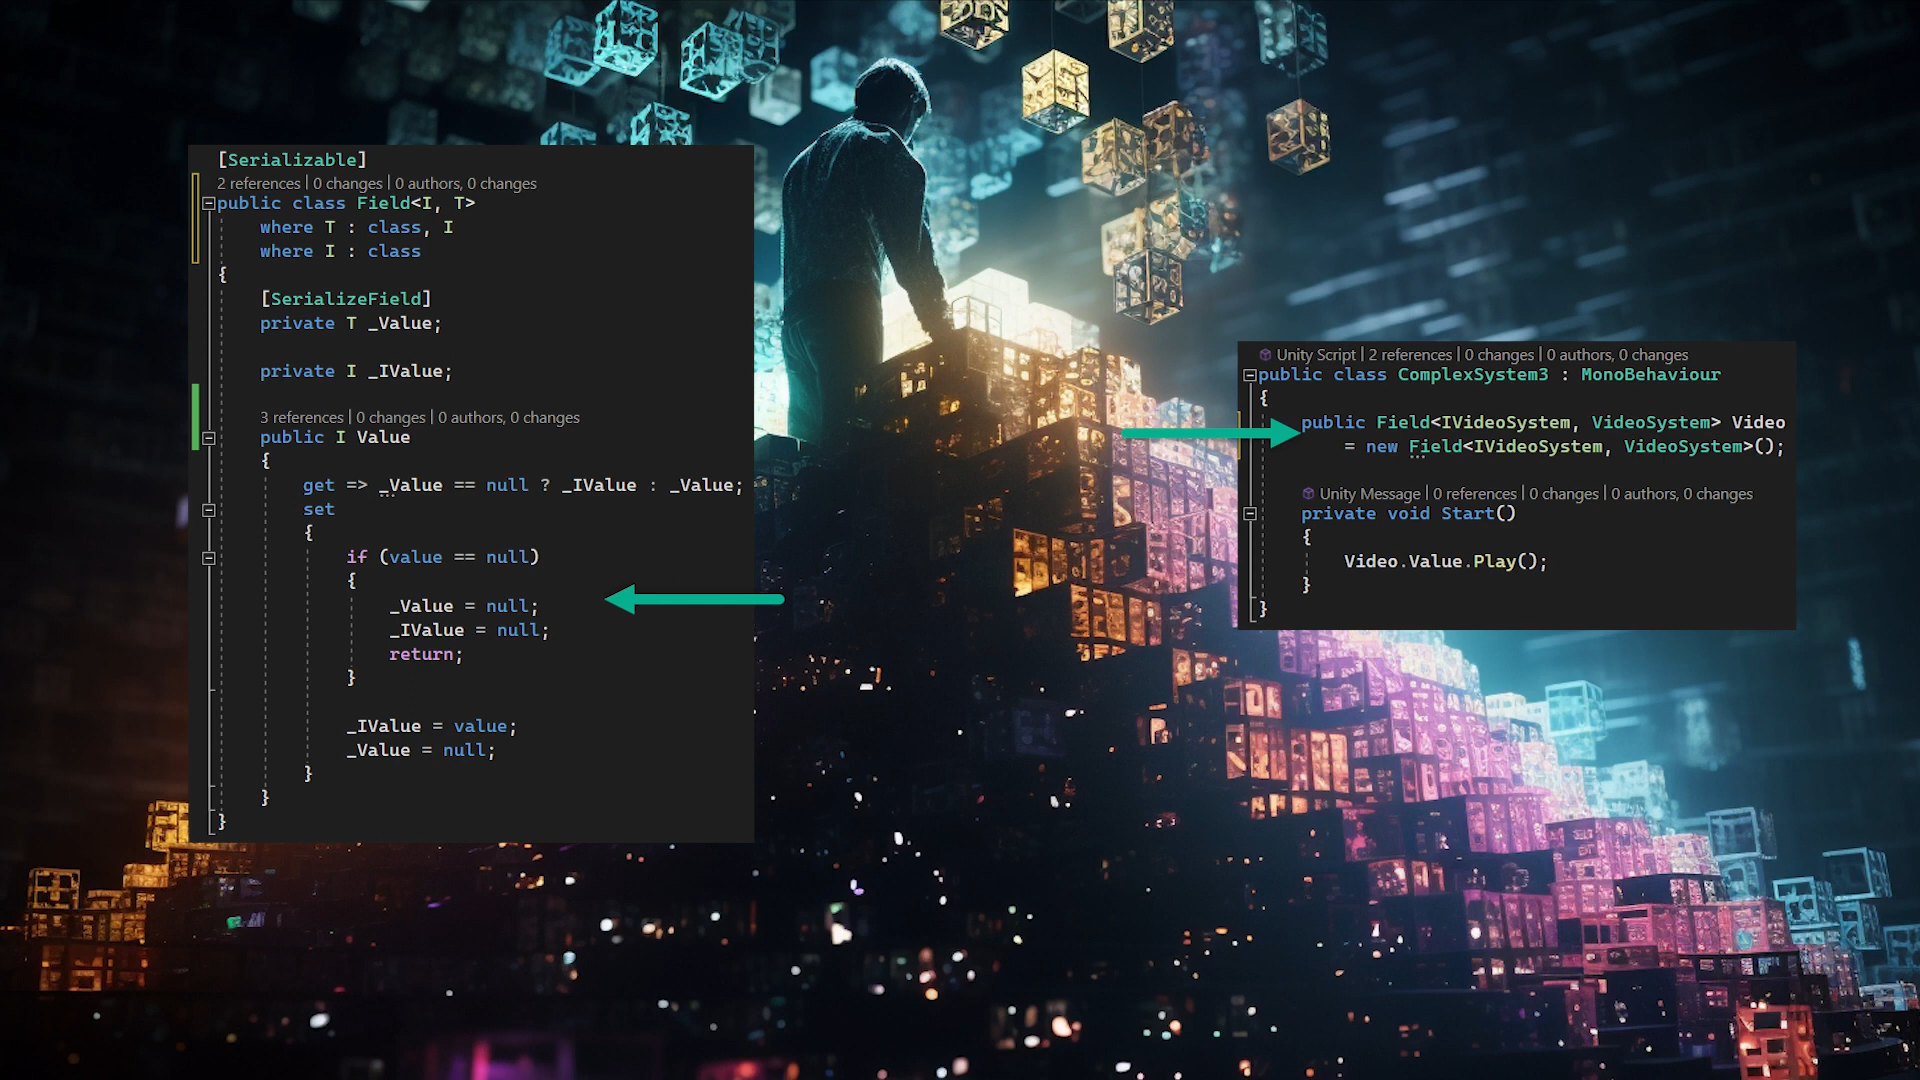 [Serializable]
2 references | 0 changes | 0 authors, 0 changes
public class Field<I, T>
where T : class, I
where I : class
{
[SerializeField]
private T _Value;
private I _IValue;
3 references | 0 changes | 0 authors, 0 changes
public I Value
{
get => _Value == null ? _IValue : _Value;
set
{
if (value == null)
{
_Value = null;
_IValue = null;
return;
}
_IValue = value;
_Value = null;
}
}
}
Unity Script | 2 references | 0 changes | 0 authors, 0 changes
public class ComplexSystem3 : MonoBehaviour
{
public Field<IVideoSystem, VideoSystem> Video
= new Field<IVideoSystem, VideoSystem>();
Unity Message | 0 references | 0 changes | 0 authors, 0 changes
private void Start()
{
Video.Value.Play();
}
}